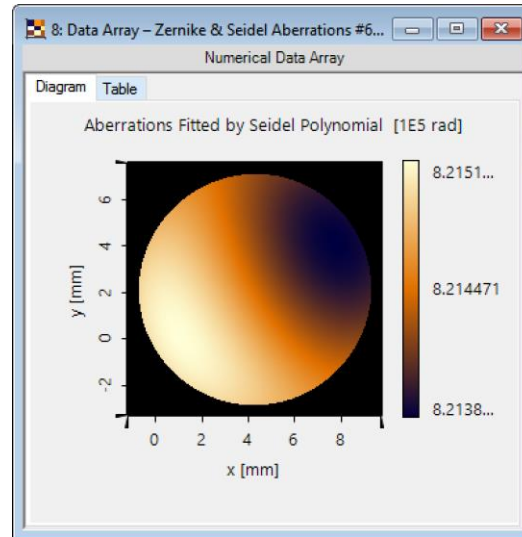 8: Data Array – Zernike & Seidel Aberrations #6...
Numerical Data Array
Diagram Table
Aberrations Fitted by Seidel Polynomial [1E5 rad]
8.2151...
8.214471
8.2138...
y [mm]
6
4
2
0
-2
0 2 4 6 8
x [mm]